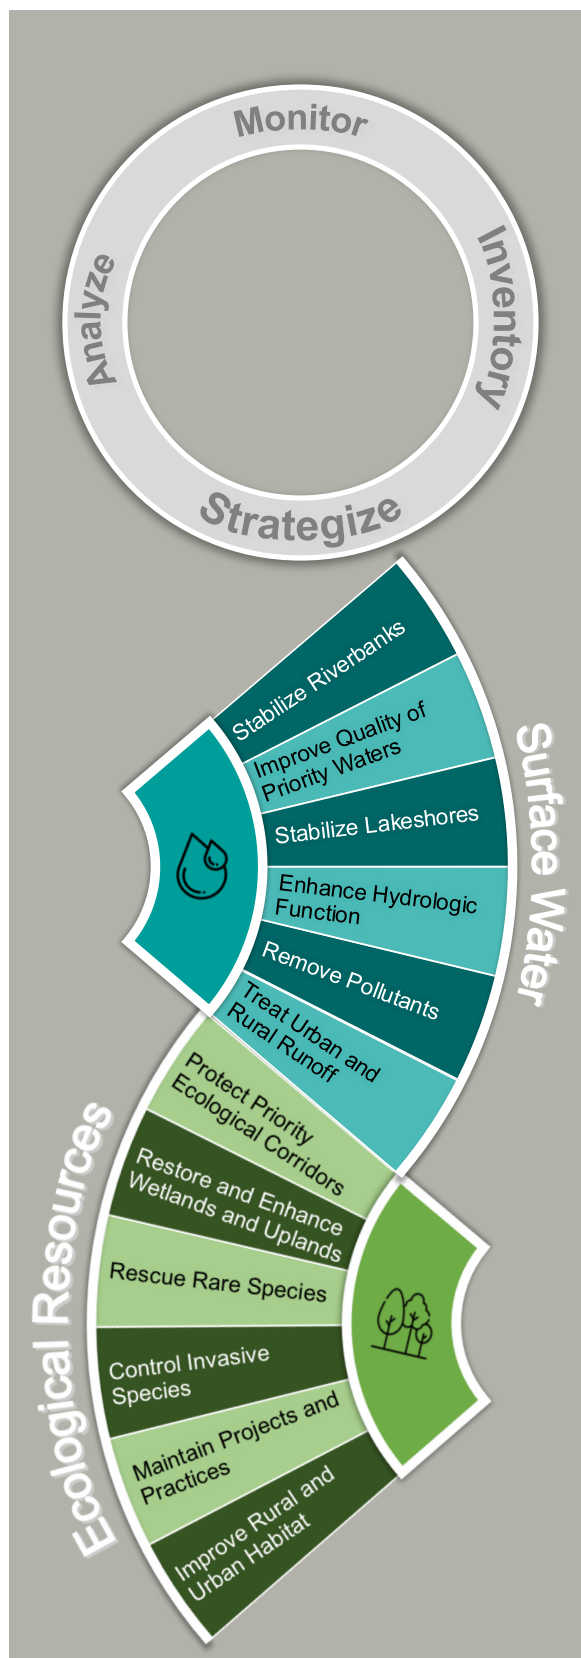 Monitor
Inventory
Analyze
Strategize
Surface Water
Stabilize Riverbanks
Improve Quality of
Priority Waters
Stabilize Lakeshores
Enhance Hydrologic
Function
Remove Pollutants
Treat Urban and
Rural Runoff
Ecological Resources
Protect Priority
Ecological Corridors
Restore and Enhance
Wetlands and Uplands
Rescue Rare Species
Control Invasive
Species
Maintain Projects and
Practices
Improve Rural and
Urban Habitat